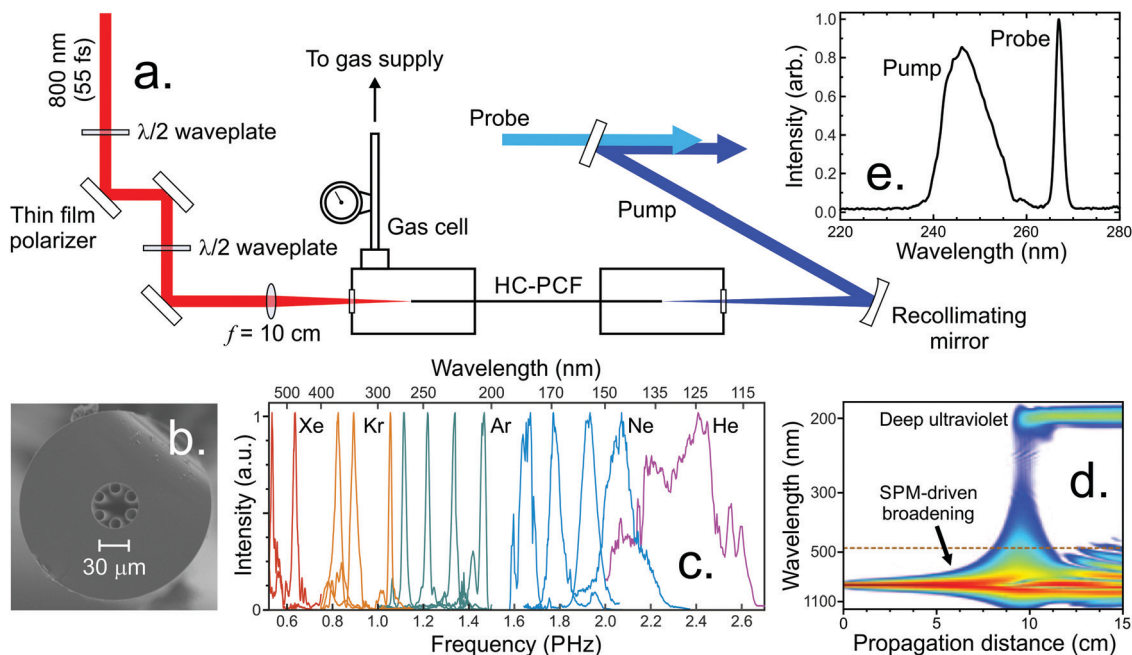 800 nm
(55 fs)
a.
λ/2 waveplate
Thin film
polarizer
λ/2 waveplate
f = 10 cm
To gas supply
Gas cell
HC-PCF
Probe
Pump
Recollimating
mirror
Pump
Probe
e.
Intensity (arb.)
1.0
0.8
0.6
0.4
0.2
0.0
220 240 260 280
Wavelength (nm)
b.
30 μm
Wavelength (nm)
500 400 300 250 200 170 150 135 125 115
Xe Kr Ar Ne He
Intensity (a.u.)
1
0
c.
0.6 0.8 1.0 1.2 1.4 1.6 1.8 2.0 2.2 2.4 2.6
Frequency (PHz)
Wavelength (nm)
200
300
500
1100
Deep ultraviolet
SPM-driven
broadening
d.
0 5 10 15
Propagation distance (cm)